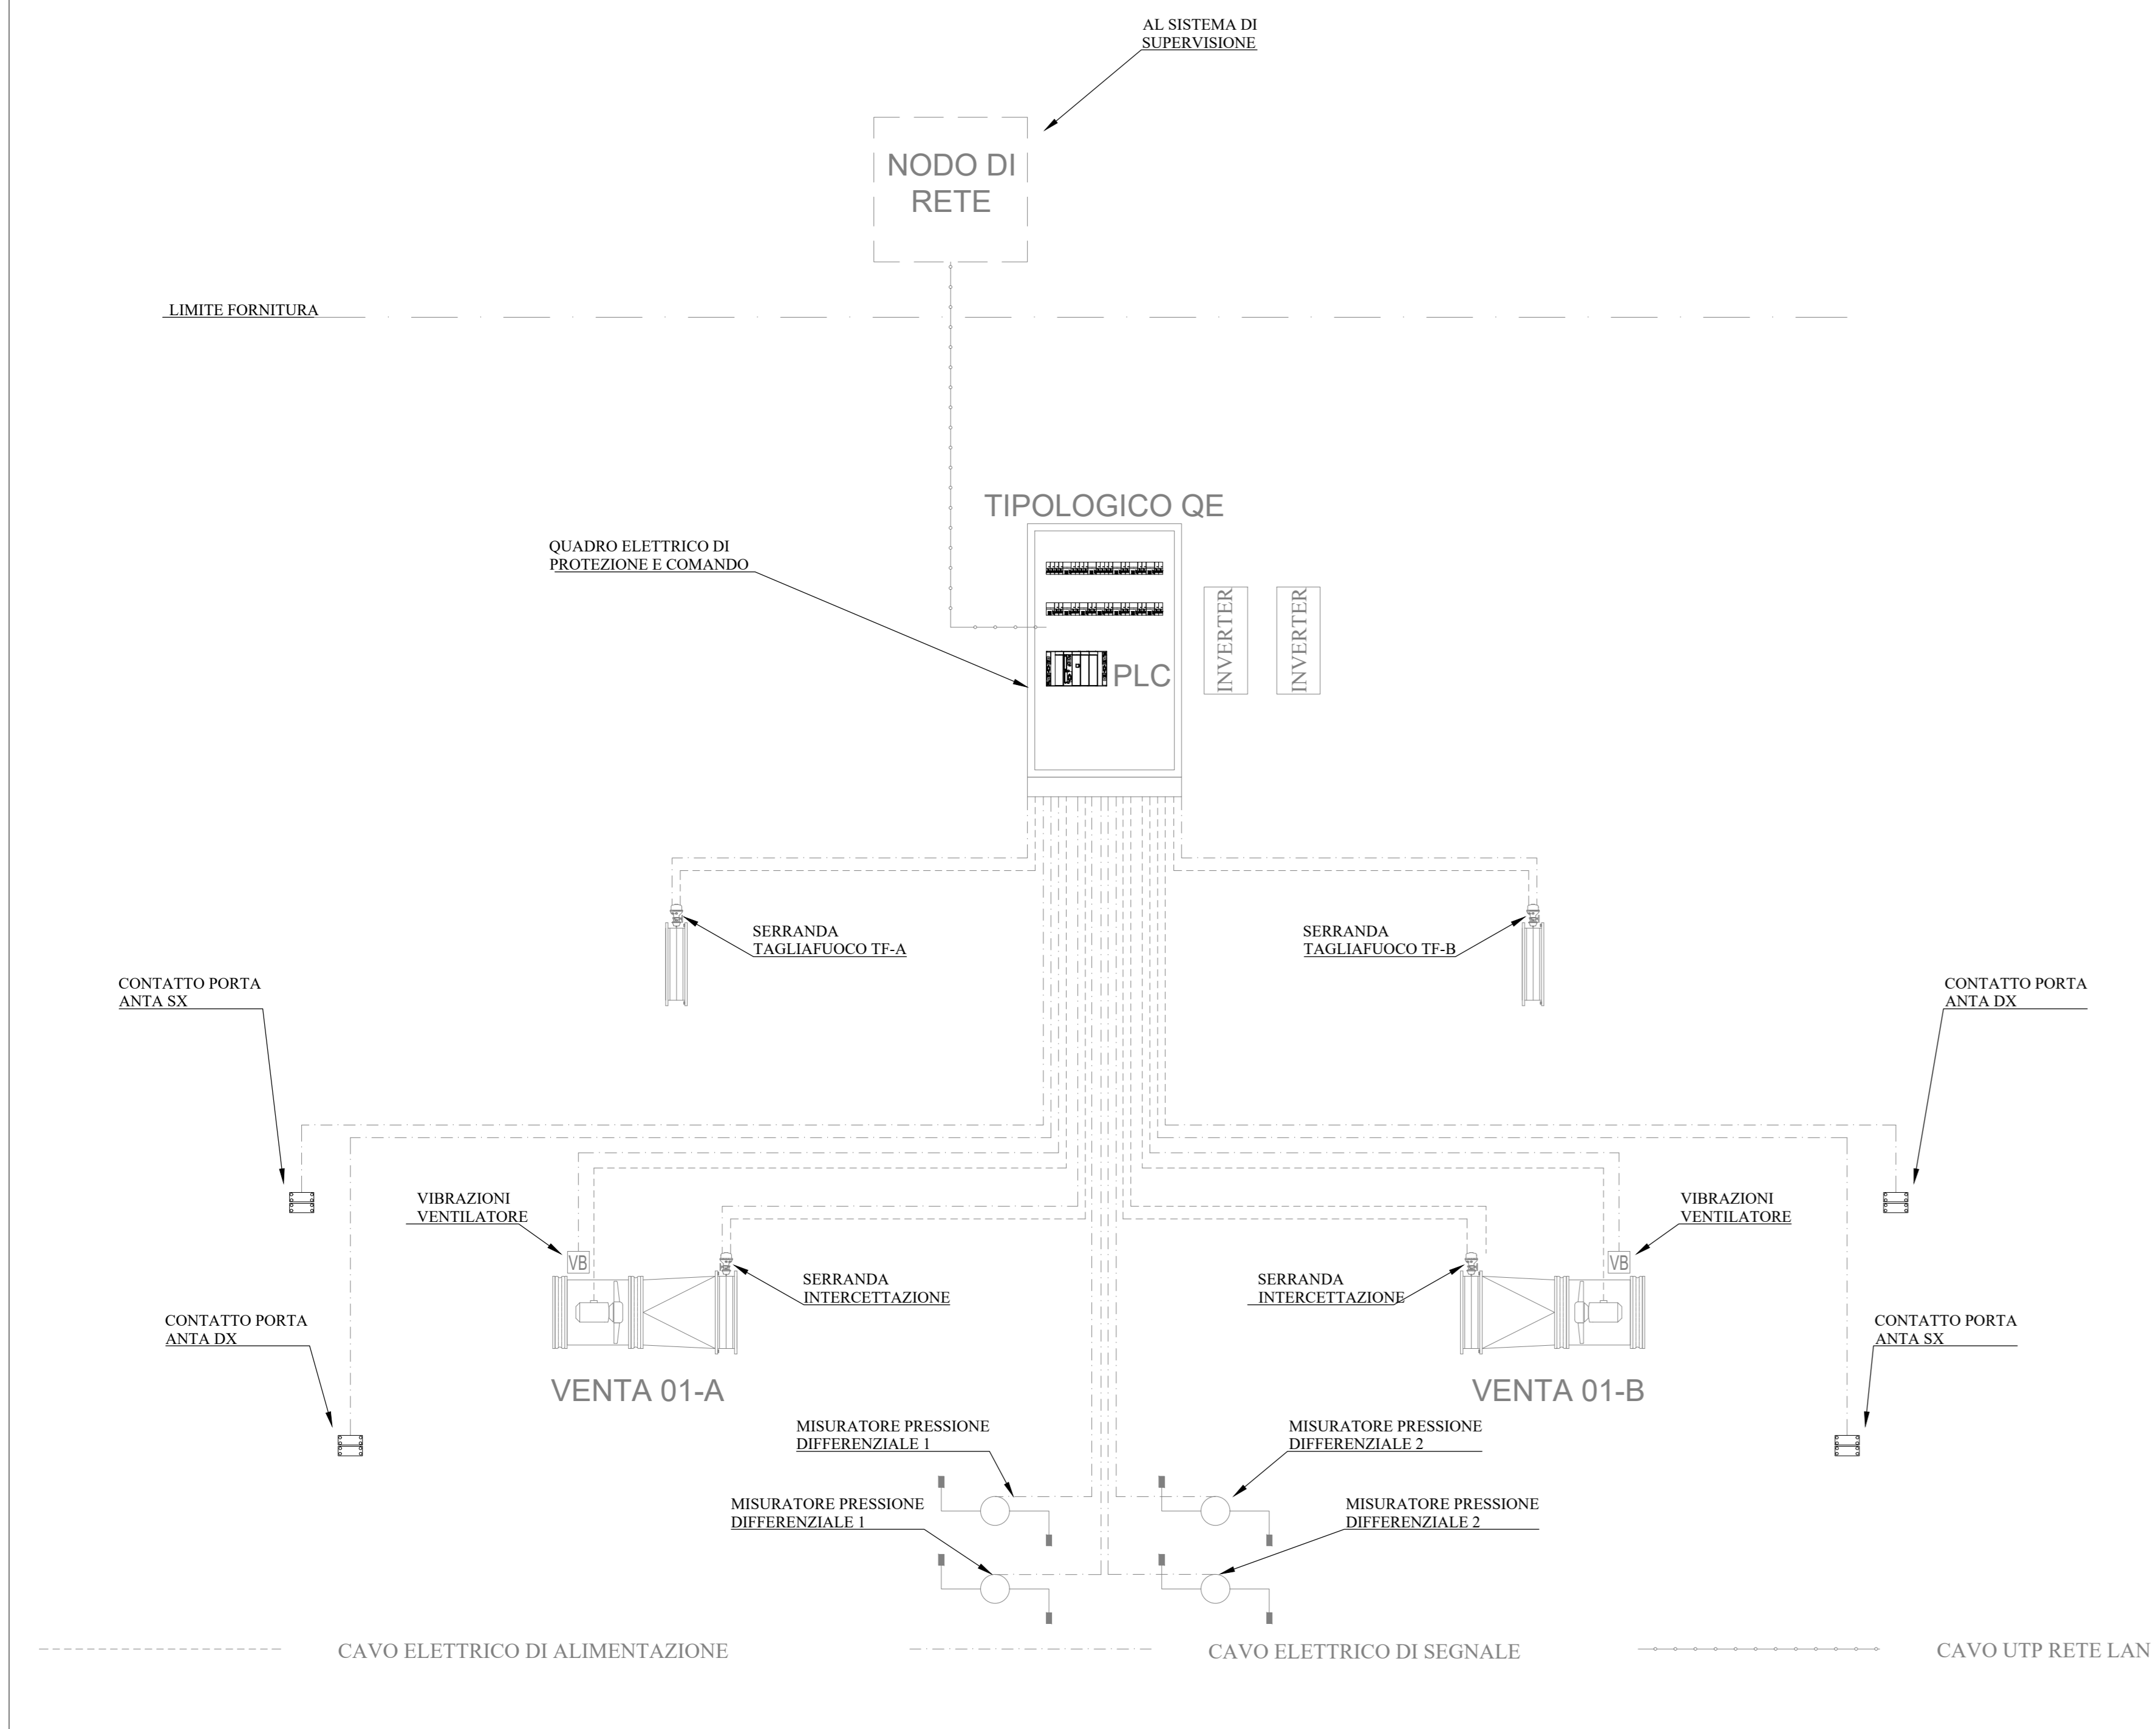 AL SISTEMA DI
SUPERVISIONE
NODO DI
RETE
LIMITE FORNITURA
TIPOLOGICO QE
QUADRO ELETTRICO DI
PROTEZIONE E COMANDO
INVERTER
INVERTER
PLC
SERRANDA
TAGLIAFUOCO TF-A
SERRANDA
TAGLIAFUOCO TF-B
CONTATTO PORTA
ANTA SX
CONTATTO PORTA
ANTA DX
VIBRAZIONI
VENTILATORE
VIBRAZIONI
VENTILATORE
VB
VB
SERRANDA
INTERCETTAZIONE
SERRANDA
INTERCETTAZIONE
CONTATTO PORTA
ANTA DX
CONTATTO PORTA
ANTA SX
VENTA 01-A
VENTA 01-B
MISURATORE PRESSIONE
DIFFERENZIALE 1
MISURATORE PRESSIONE
DIFFERENZIALE 2
MISURATORE PRESSIONE
DIFFERENZIALE 1
MISURATORE PRESSIONE
DIFFERENZIALE 2
CAVO ELETTRICO DI ALIMENTAZIONE
CAVO ELETTRICO DI SEGNALE
CAVO UTP RETE LAN